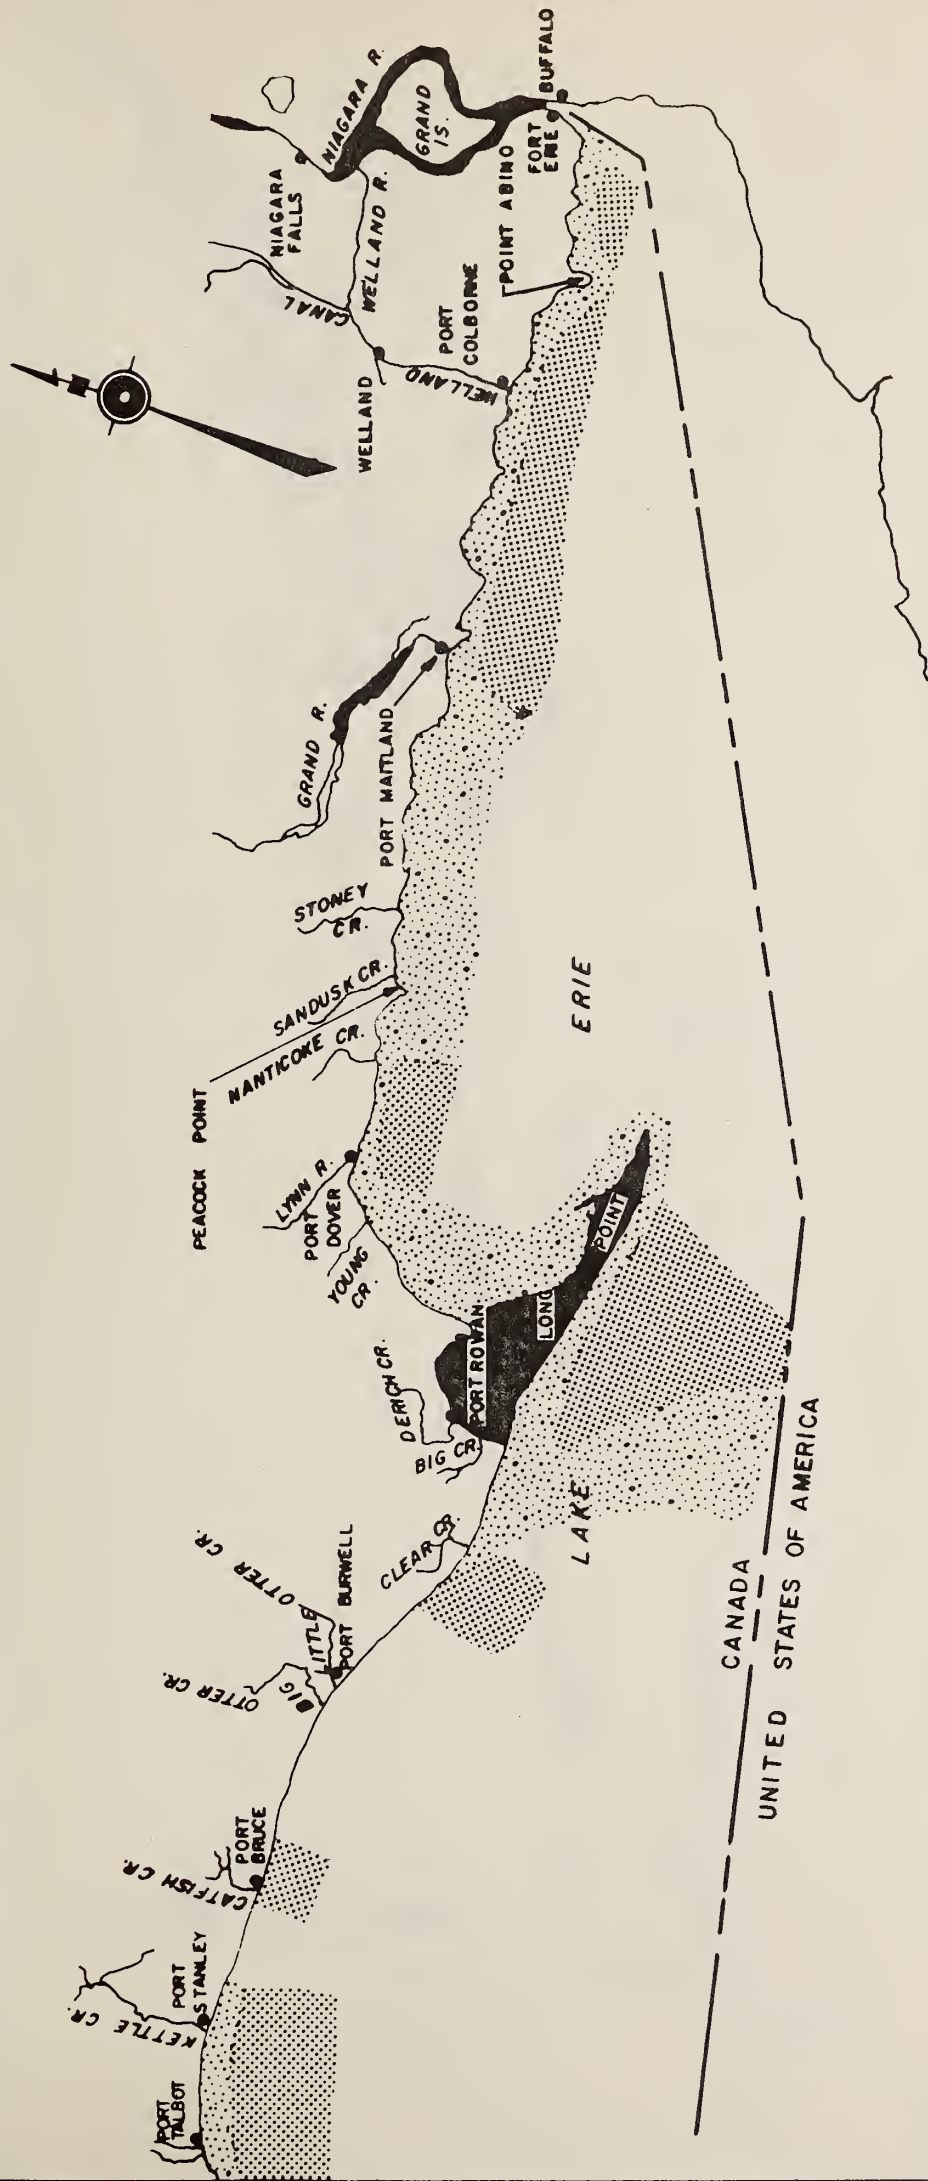 BUFFALO
NIAGARA R.
GRAND
IS.
FORT
ERIE
POINT ABINO
NIAGARA
FALLS
WELLAND R.
CANAL
PORT
COLBORNE
WELLAND
WELLAND
N
GRAND R.
PORT MAITLAND
STONEY
CR.
SANDUSK CR.
NANTICOKE CR.
PEACOCK POINT
LYNN R.
PORT
DOVER
YOUNG
CR.
ERIE
POINT
LONG
PORT ROWAN
DERICH CR.
BIG CR.
CLEAR CR.
LAKE
OTTER CR.
LITTLE
PORT BURWELL
OTTER CR.
BIG
CANADA
UNITED STATES OF AMERICA
PORT
BRUCE
CATFISH CR.
PORT
STANLEY
KETTLE CR.
PORT
TALBOT